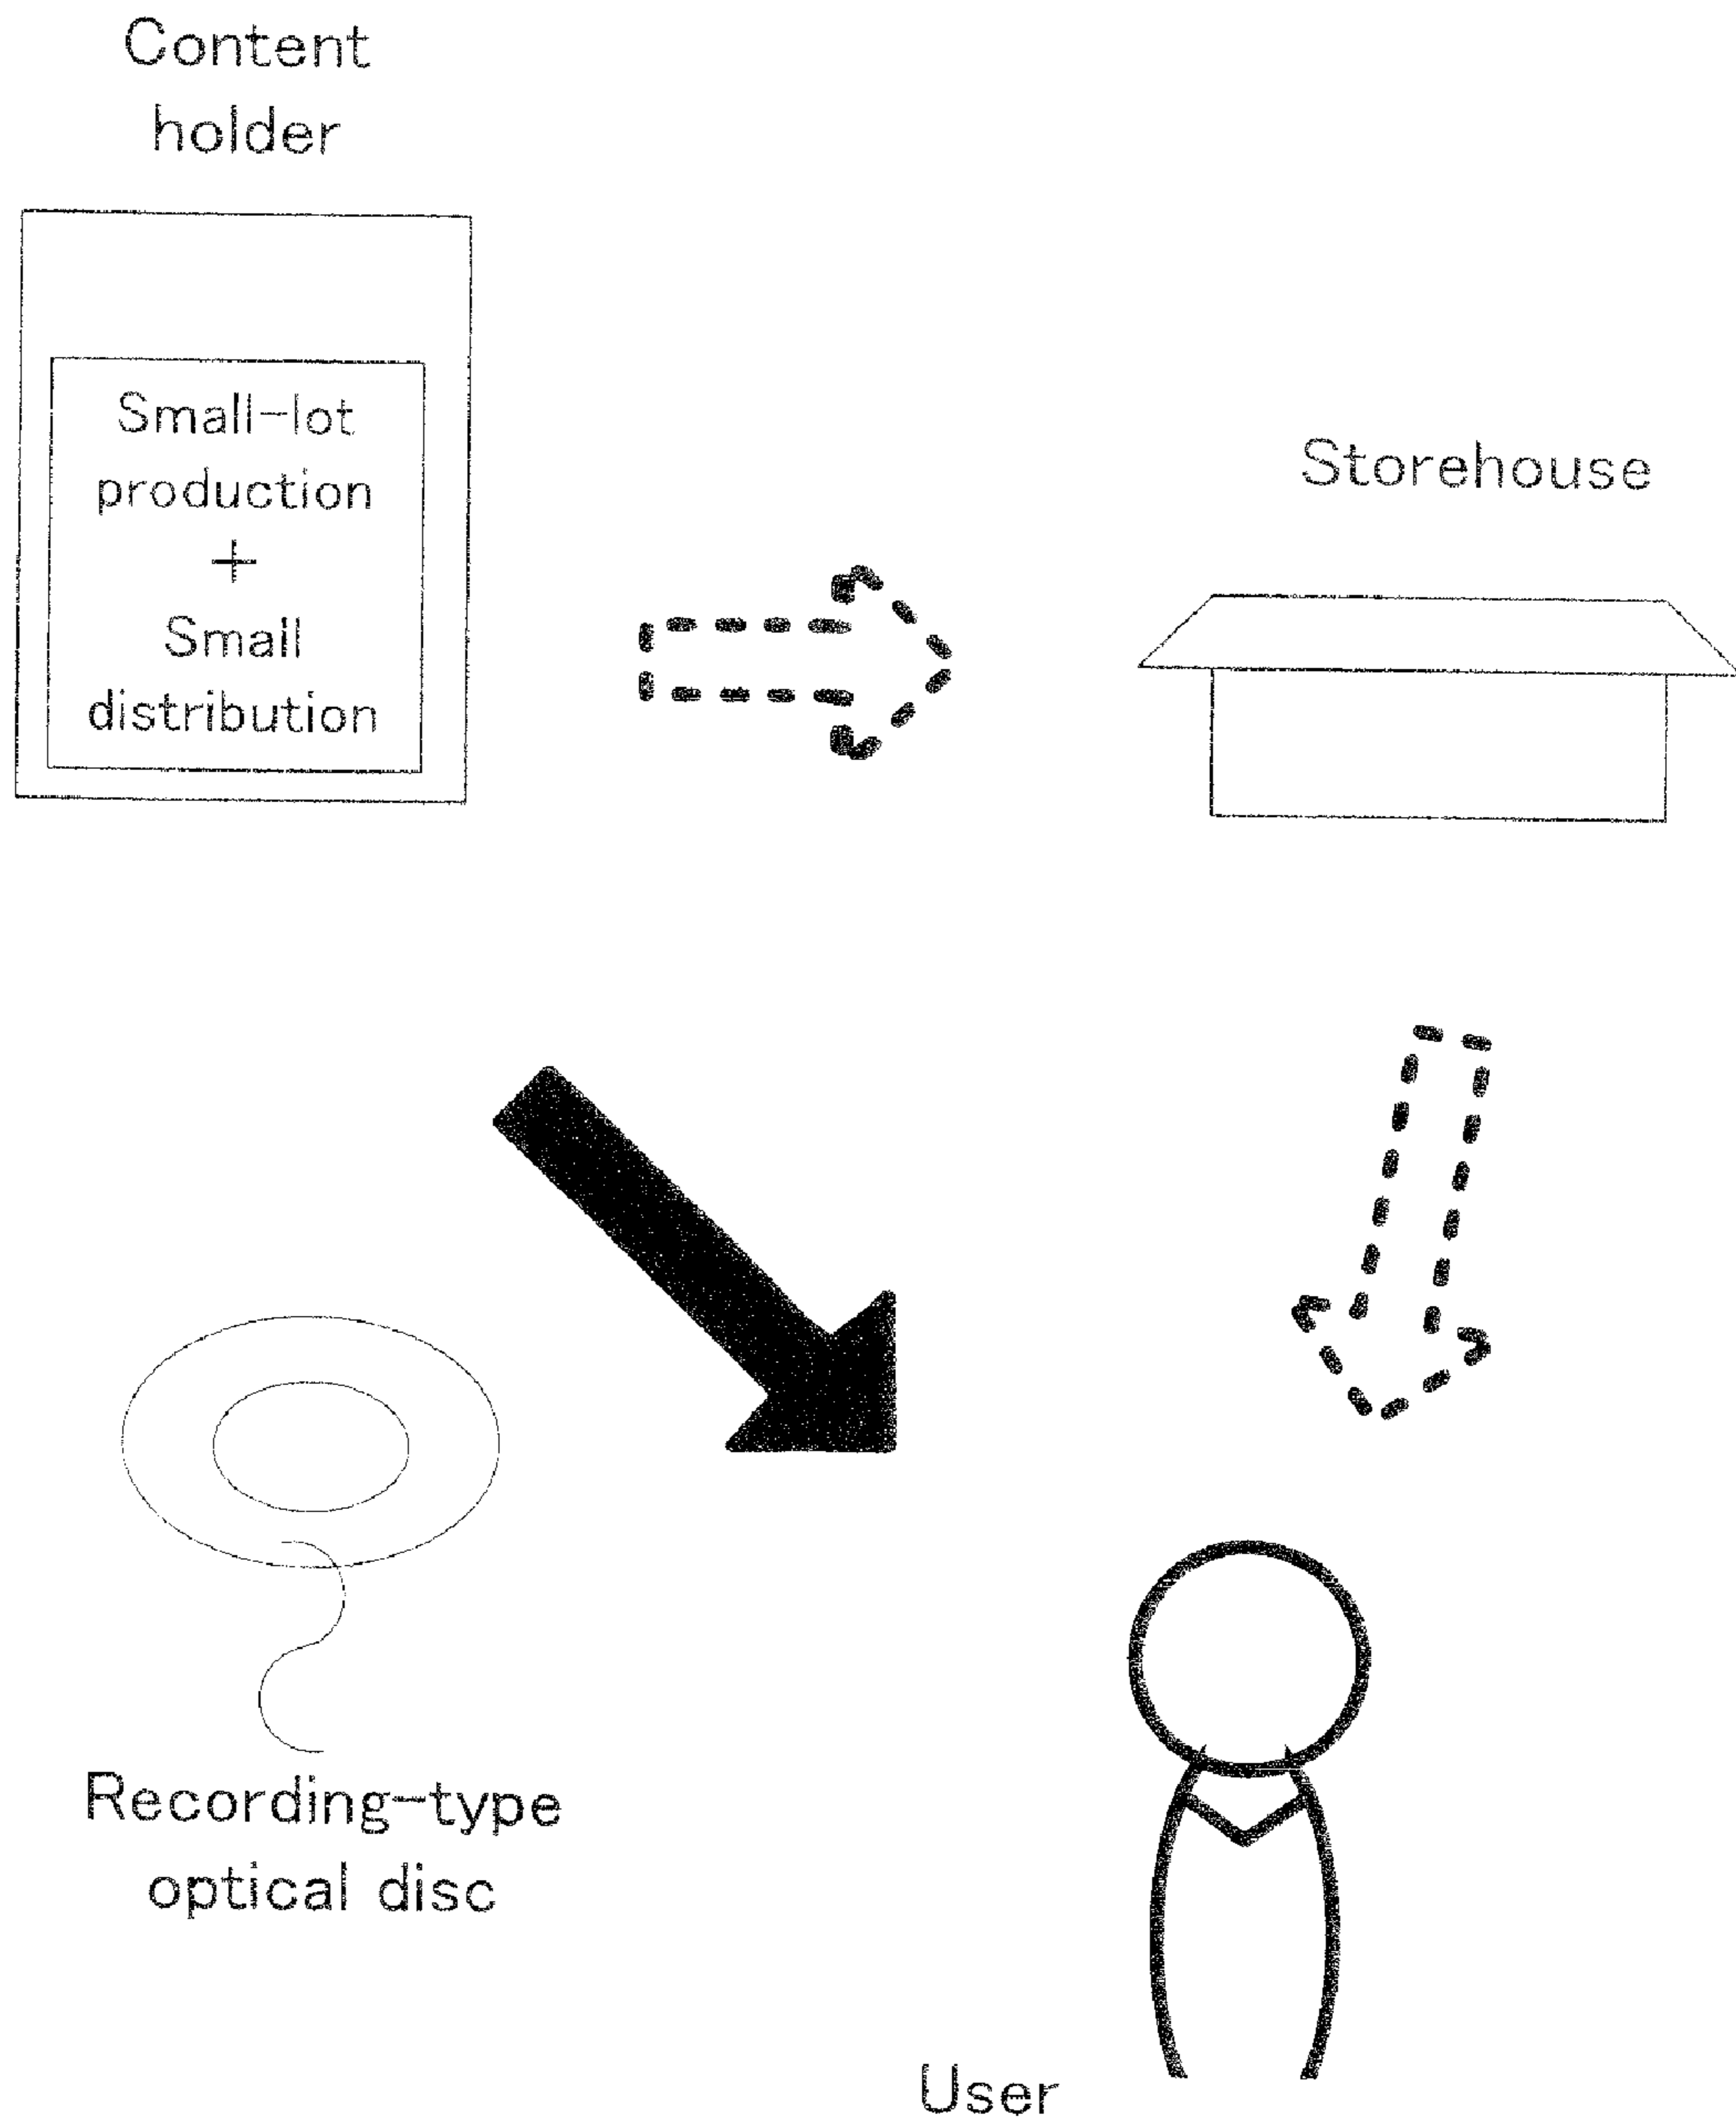 Content
holder
Small-lot
production
+
Small
distribution
Storehouse
Recording-type
optical disc
User